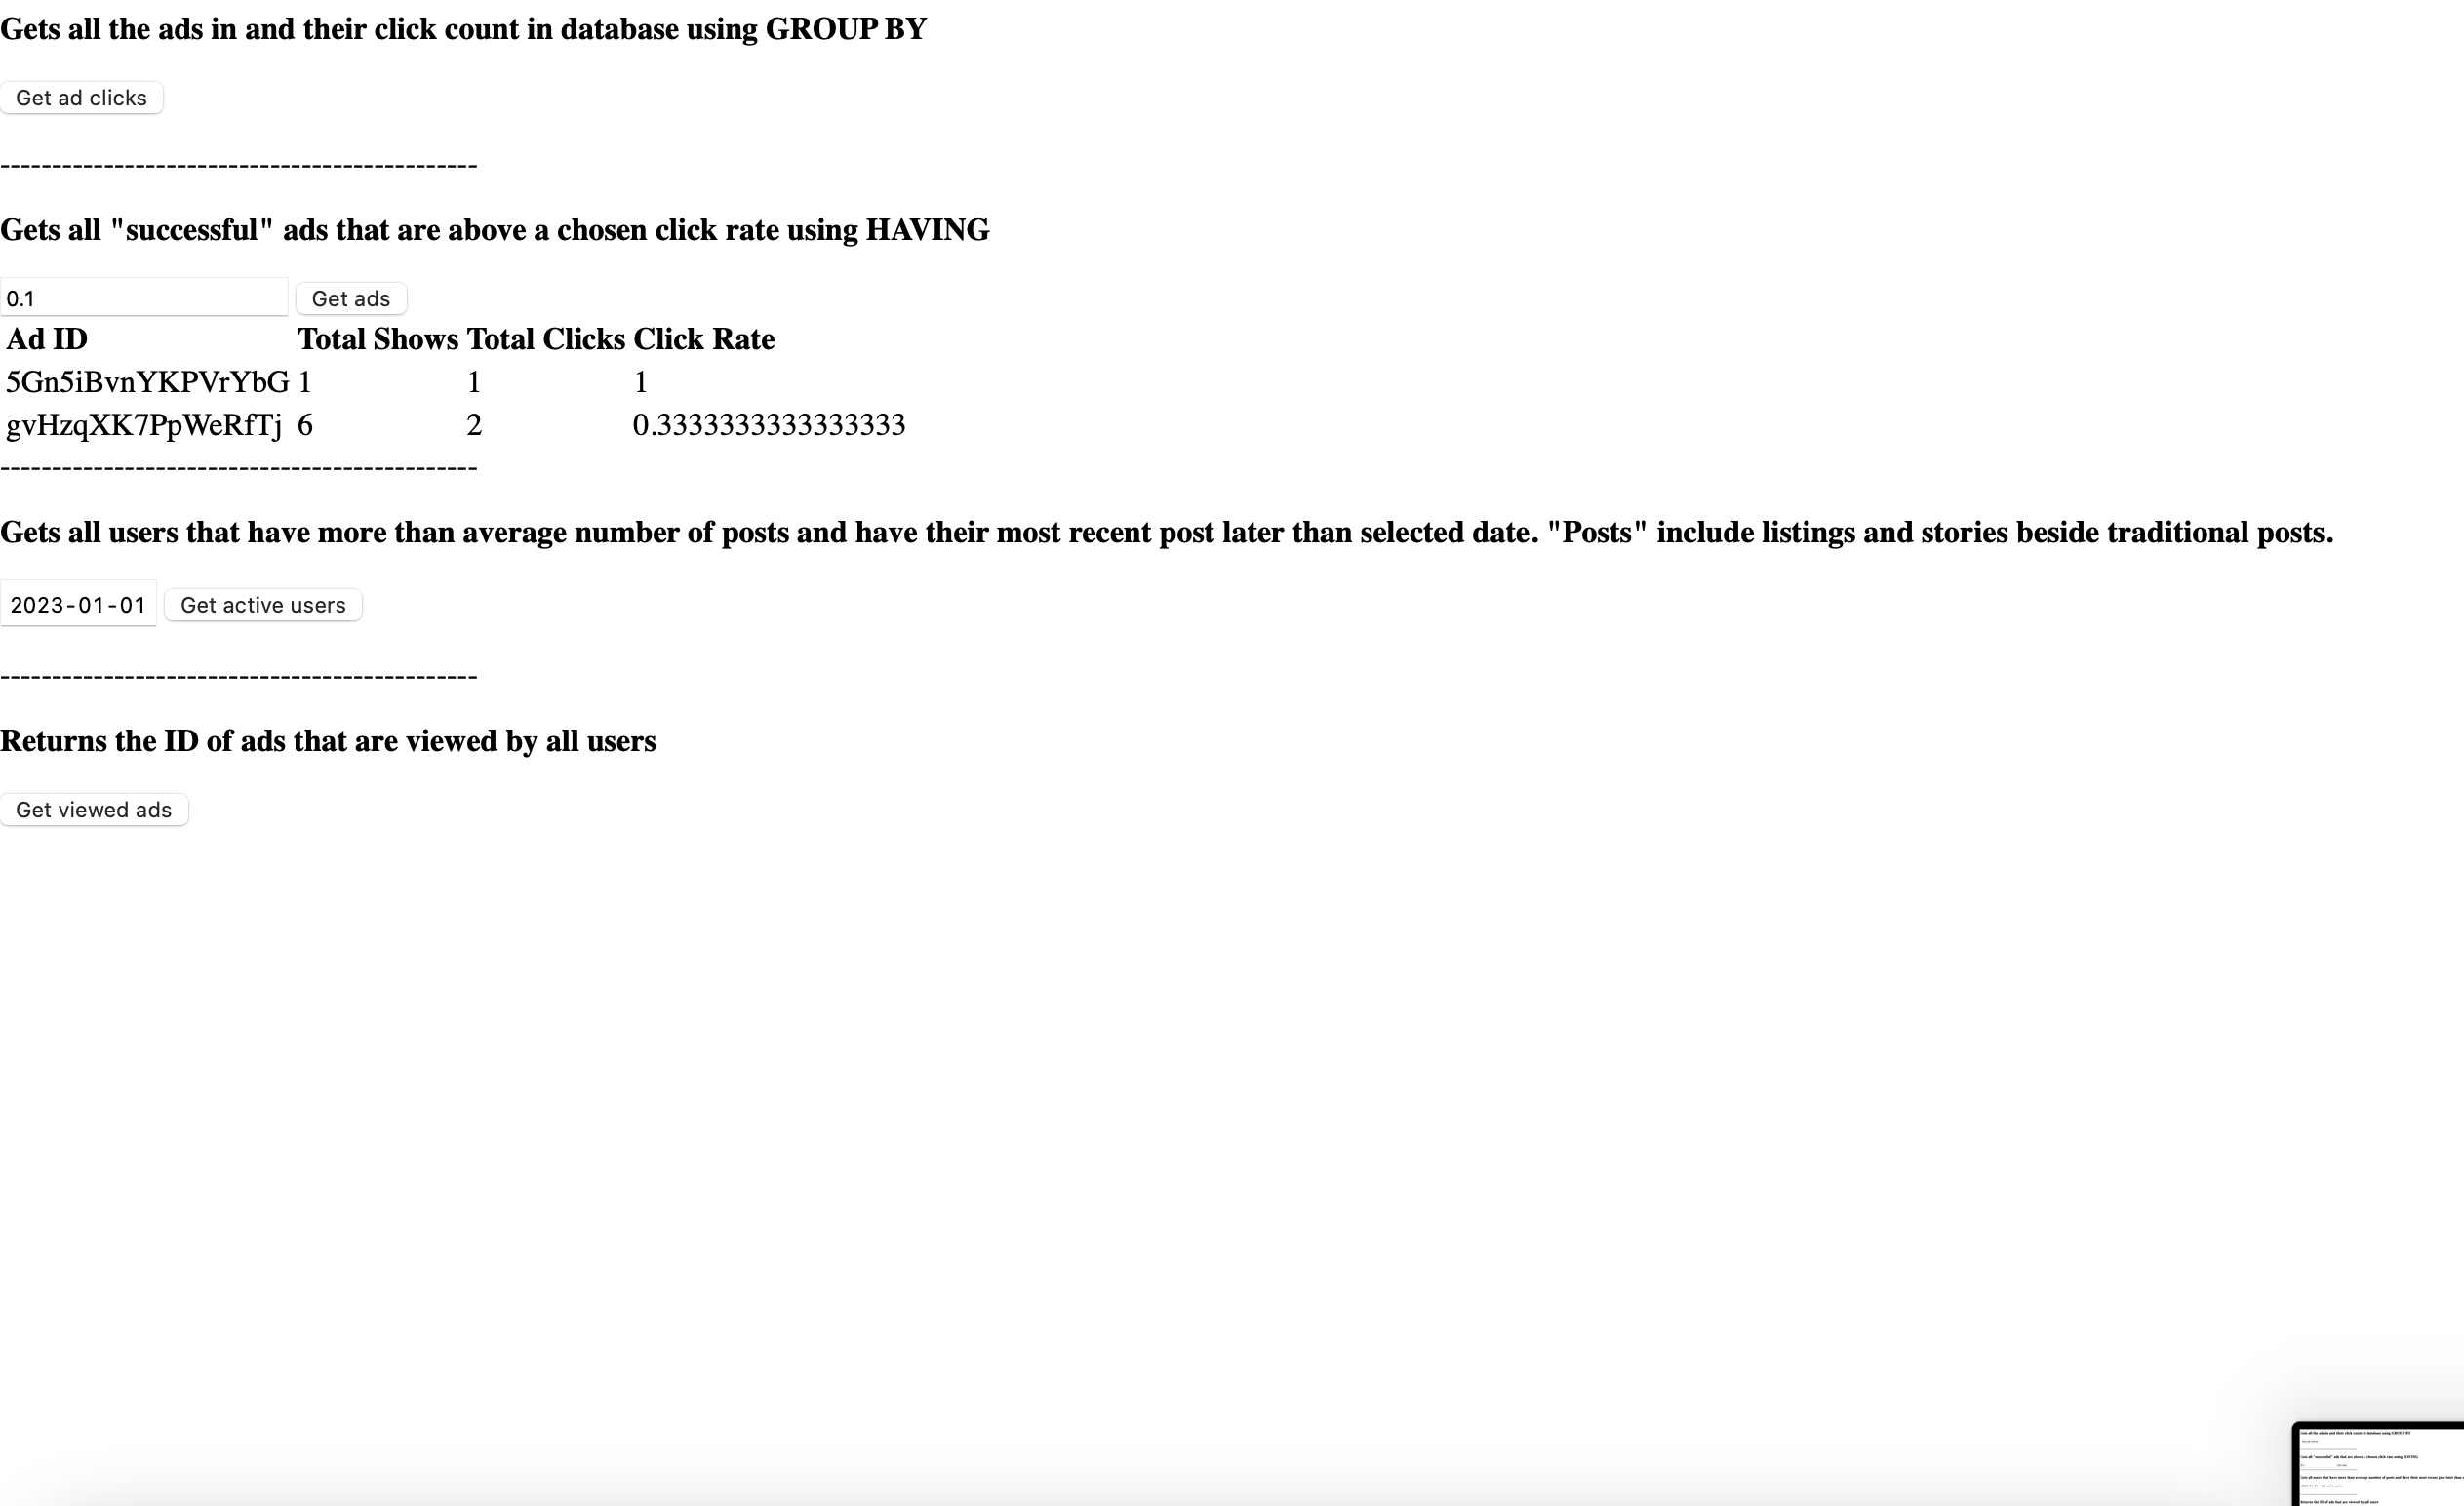 Gets all the ads in and their click count in database using GROUP BY
Get ad clicks
----------------------------------------------
Gets all "successful" ads that are above a chosen click rate using HAVING
0.1 Get ads
Ad ID Total Shows Total Clicks Click Rate
5Gn5iBvnYKPVrYbG 1 1 1
gvHzqXK7PpWeRfTj 6 2 0.3333333333333333
----------------------------------------------
Gets all users that have more than average number of posts and have their most recent post later than selected date. "Posts" include listings and stories beside traditional posts.
2023-01-01 Get active users
----------------------------------------------
Returns the ID of ads that are viewed by all users
Get viewed ads